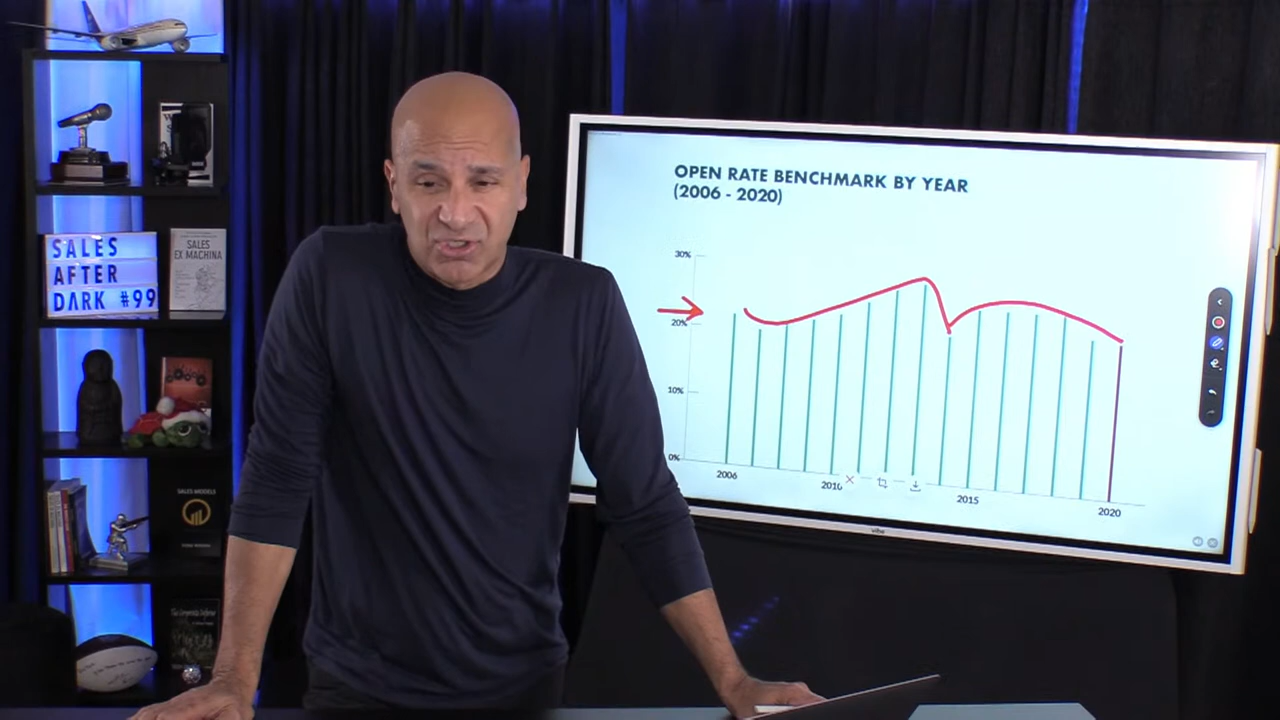 SALES
AFTER
DARK #99
SALES
EX MACHINA
SALES MODELS
OPEN RATE BENCHMARK BY YEAR
(2006 - 2020)
30%
20%
10%
0%
2006
2010
2015
2020
vibe